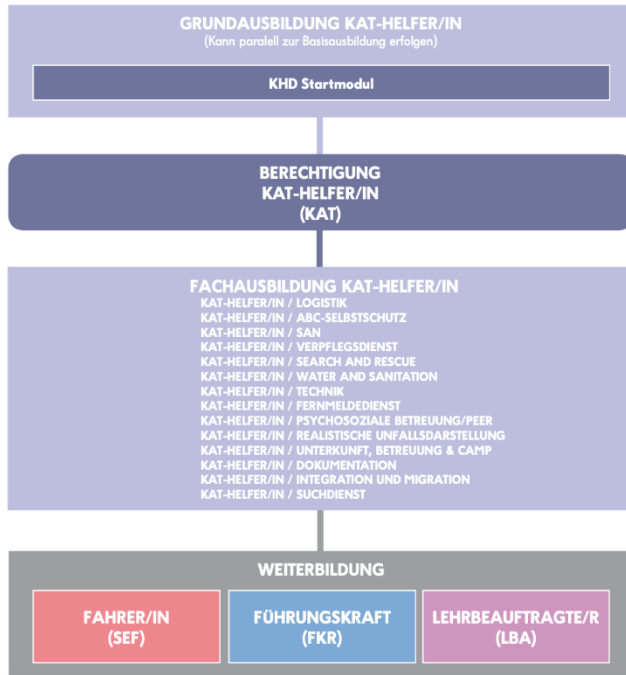 GRUNDAUSBILDUNG KAT-HELFER/IN
(Kann paralell zur Basisausbildung erfolgen)
KHD Startmodul
BERECHTIGUNG
KAT-HELFER/IN
(KAT)
FACHAUSBILDUNG KAT-HELFER/IN
KAT-HELFER/IN / LOGISTIK
KAT-HELFER/IN / ABC-SELBSTSCHUTZ
KAT-HELFER/IN / SAN
KAT-HELFER/IN / VERPFLEGSDIENST
KAT-HELFER/IN / SEARCH AND RESCUE
KAT-HELFER/IN / WATER AND SANITATION
KAT-HELFER/IN / TECHNIK
KAT-HELFER/IN / FERNMELDEDIENST
KAT-HELFER/IN / PSYCHOSOZIALE BETREUUNG/PEER
KAT-HELFER/IN / REALISTISCHE UNFALLSDARSTELLUNG
KAT-HELFER/IN / UNTERKUNFT, BETREUUNG & CAMP
KAT-HELFER/IN / DOKUMENTATION
KAT-HELFER/IN / INTEGRATION UND MIGRATION
KAT-HELFER/IN / SUCHDIENST
WEITERBILDUNG
FAHRER/IN
(SEF)
FÜHRUNGSKRAFT
(FKR)
LEHRBEAUFTRAGTE/R
(LBA)